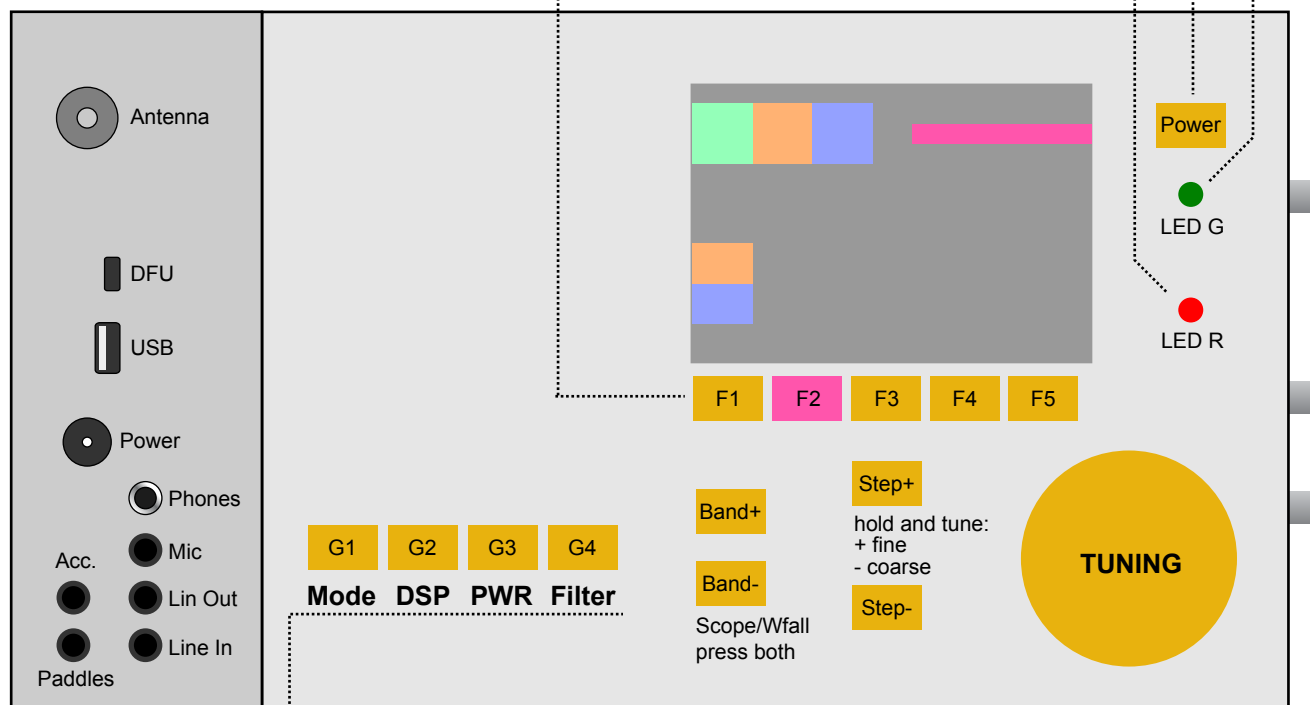 Antenna
DFU
USB
Power
Phones
Mic
Acc.
Lin Out
Line In
Paddles
G1 G2 G3 G4
Mode DSP PWR Filter
Power
LED G
LED R
F1 F2 F3 F4 F5
Band+
Band-
Scope/Wfall
press both
Step+
hold and tune:
+ fine
- coarse
Step-
TUNING